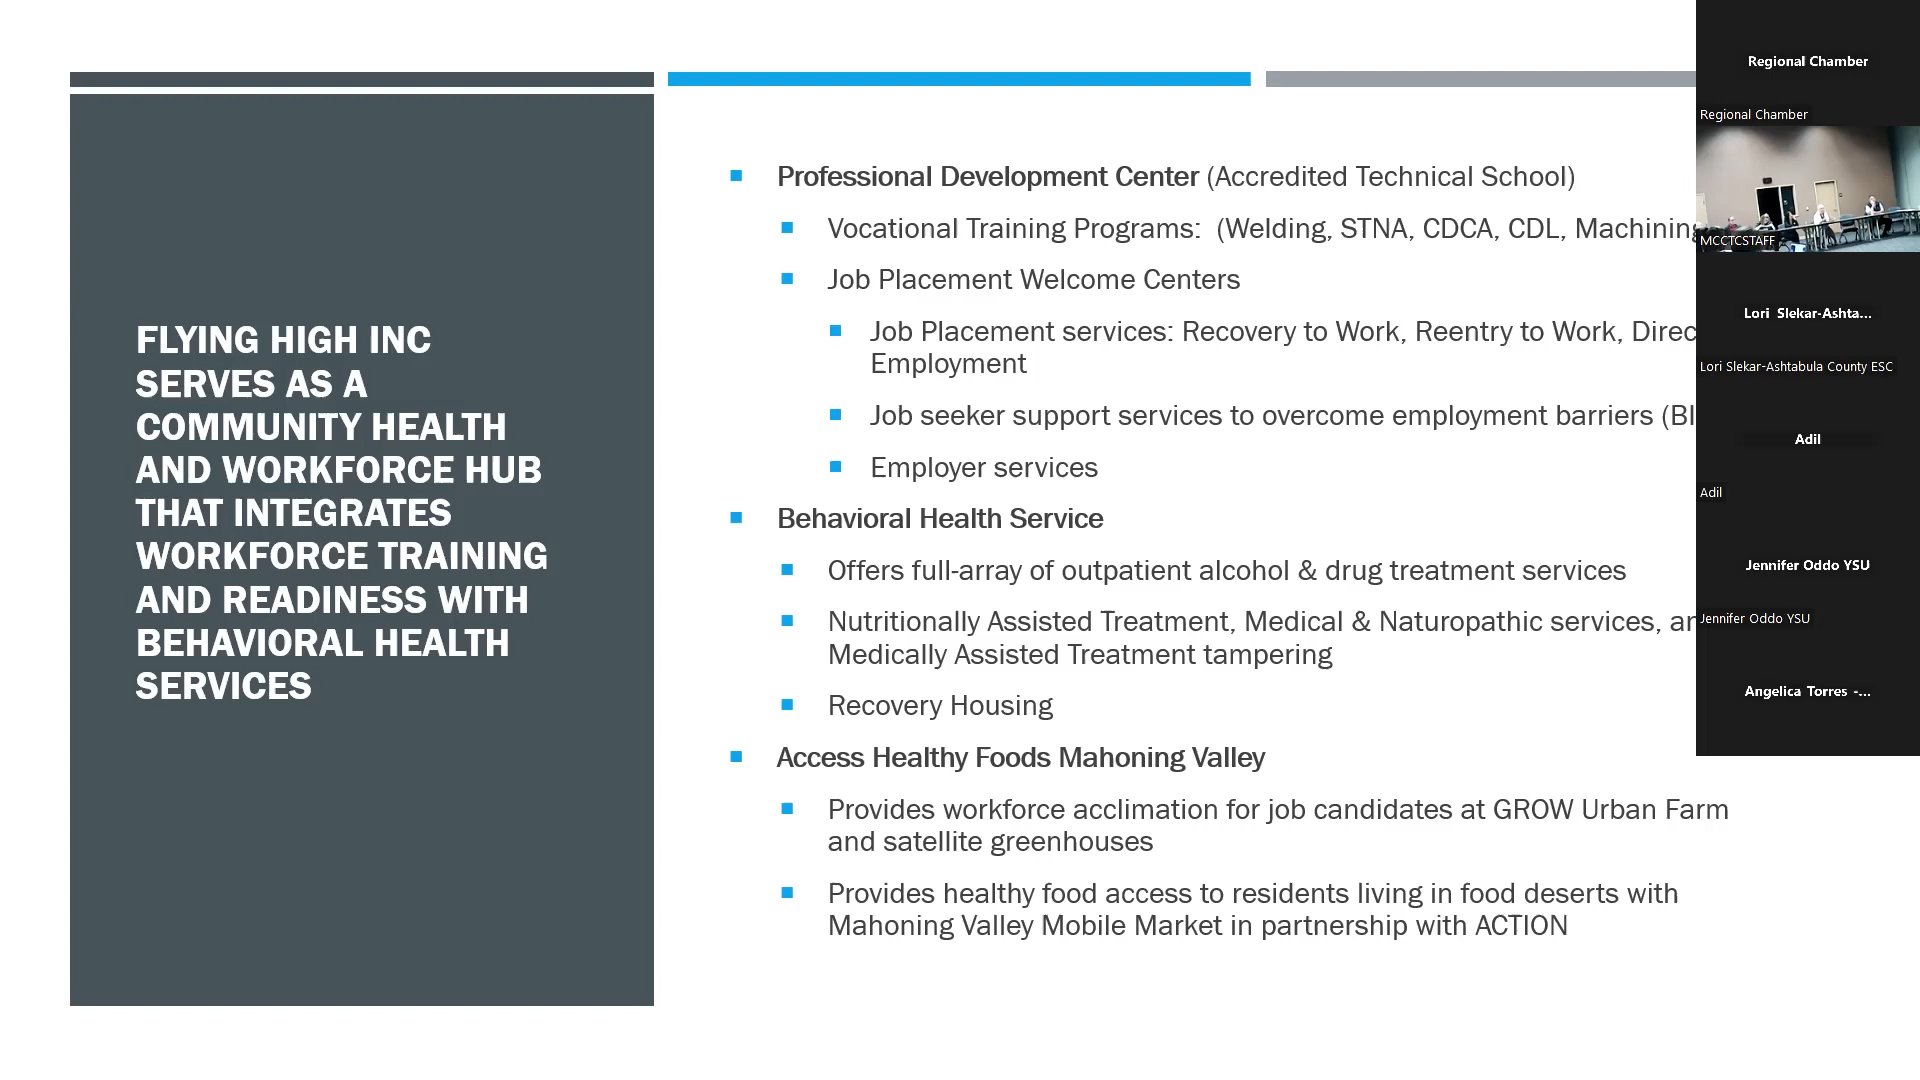 FLYING HIGH INC
SERVES AS A
COMMUNITY HEALTH
AND WORKFORCE HUB
THAT INTEGRATES
WORKFORCE TRAINING
AND READINESS WITH
BEHAVIORAL HEALTH
SERVICES
Professional Development Center (Accredited Technical School)
Vocational Training Programs: (Welding, STNA, CDCA, CDL, Machining
Job Placement Welcome Centers
Job Placement services: Recovery to Work, Reentry to Work,
Employment
Job seeker support services to overcome employment barriers
Employer services
Behavioral Health Service
Offers full-array of outpatient alcohol & drug treatment services
Nutritionally Assisted Treatment, Medical & Naturopathic services,
Medically Assisted Treatment tampering
Recovery Housing
Access Healthy Foods Mahoning Valley
Provides workforce acclimation for job candidates at GROW Urban Farm
and satellite greenhouses
Provides healthy food access to residents living in food deserts with
Mahoning Valley Mobile Market in partnership with ACTION
Regional Chamber
Regional Chamber
MCCTCSTAFF
Lori Slekar-Ashta...
Lori Slekar-Ashtabula County ESC
Adil
Adil
Jennifer Oddo YSU
Jennifer Oddo YSU
Angelica Torres -...